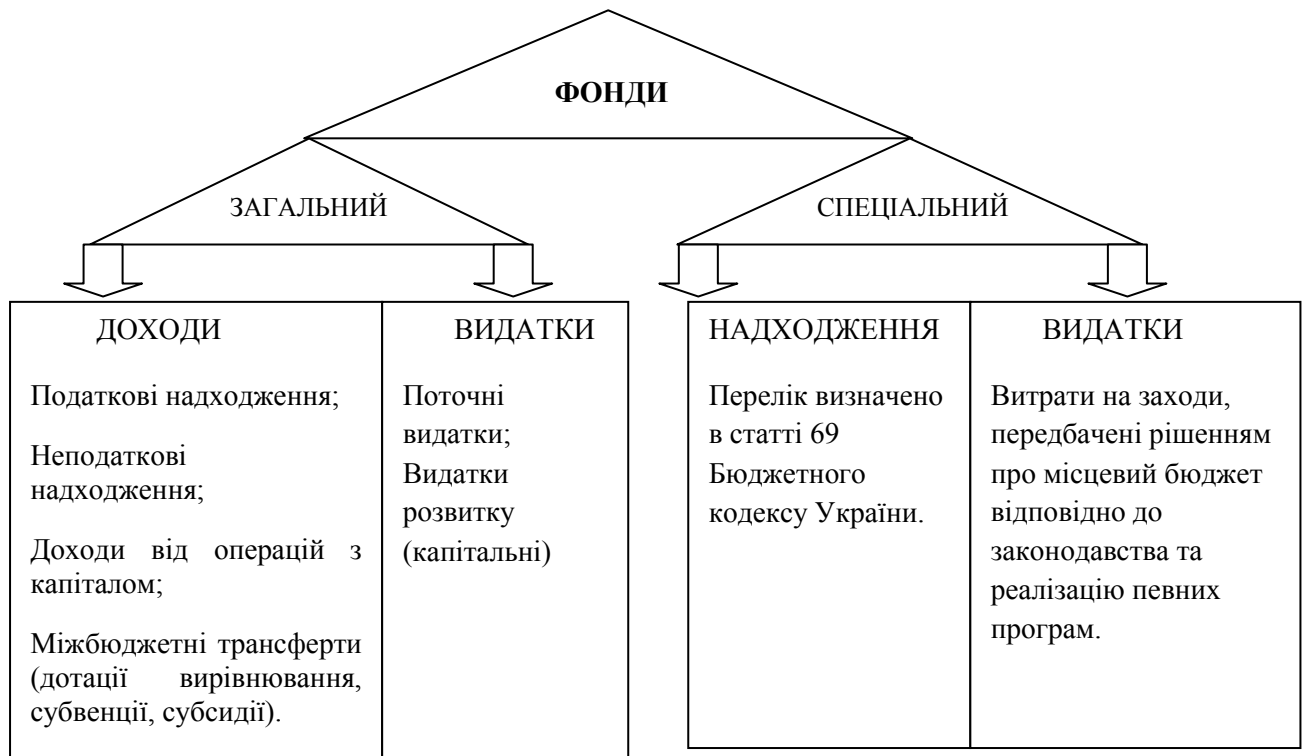 ФОНДИ
ЗАГАЛЬНИЙ
СПЕЦІАЛЬНИЙ
ДОХОДИ
Податкові надходження;
Неподаткові
надходження;
Доходи від операцій з
капіталом;
Міжбюджетні трансферти
(дотації вирівнювання,
субвенції, субсидії).
ВИДАТКИ
Поточні
видатки;
Видатки
розвитку
(капітальні)
НАДХОДЖЕННЯ
Перелік визначено
в статті 69
Бюджетного
кодексу України.
ВИДАТКИ
Витрати на заходи,
передбачені рішенням
про місцевий бюджет
відповідно до
законодавства та
реалізацію певних
програм.